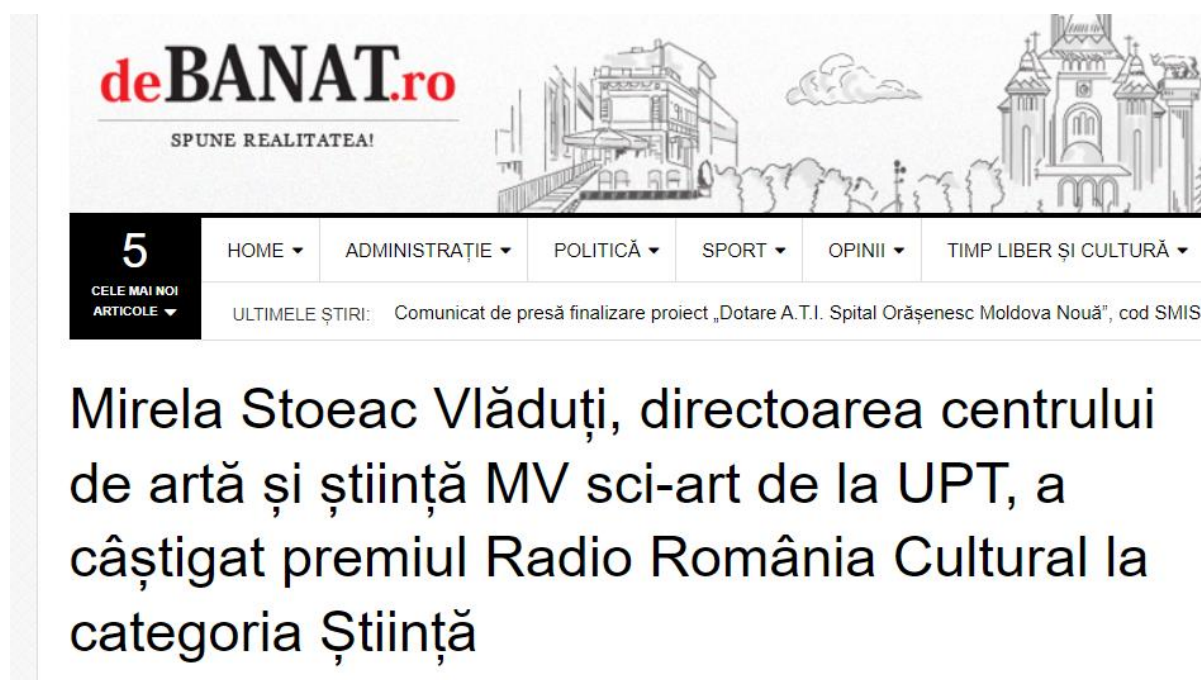 deBANAT.ro
SPUNE REALITATEA!
5
CELE MAI NOI
ARTICOLE
HOME
ADMINISTRAȚIE
POLITICĂ
SPORT
OPINII
TIMP LIBER ȘI CULTURĂ
ULTIMELE ȘTIRI: Comunicat de presă finalizare proiect „Dotare A.T.I. Spital Orășenesc Moldova Nouă”, cod SMIS
Mirela Stoeac Vlăduți, directoarea centrului
de artă și știință MV sci-art de la UPT, a
câștigat premiul Radio România Cultural la
categoria Știință